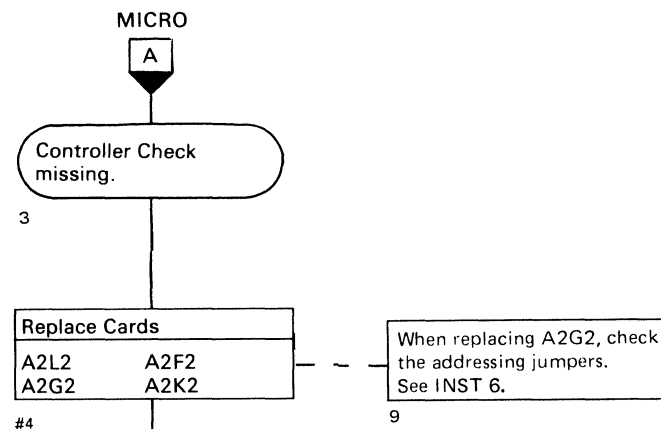 MICRO
A
Controller Check
missing.
3
Replace Cards
A2L2 A2F2
A2G2 A2K2
#4
When replacing A2G2, check
the addressing jumpers.
See INST 6.
9